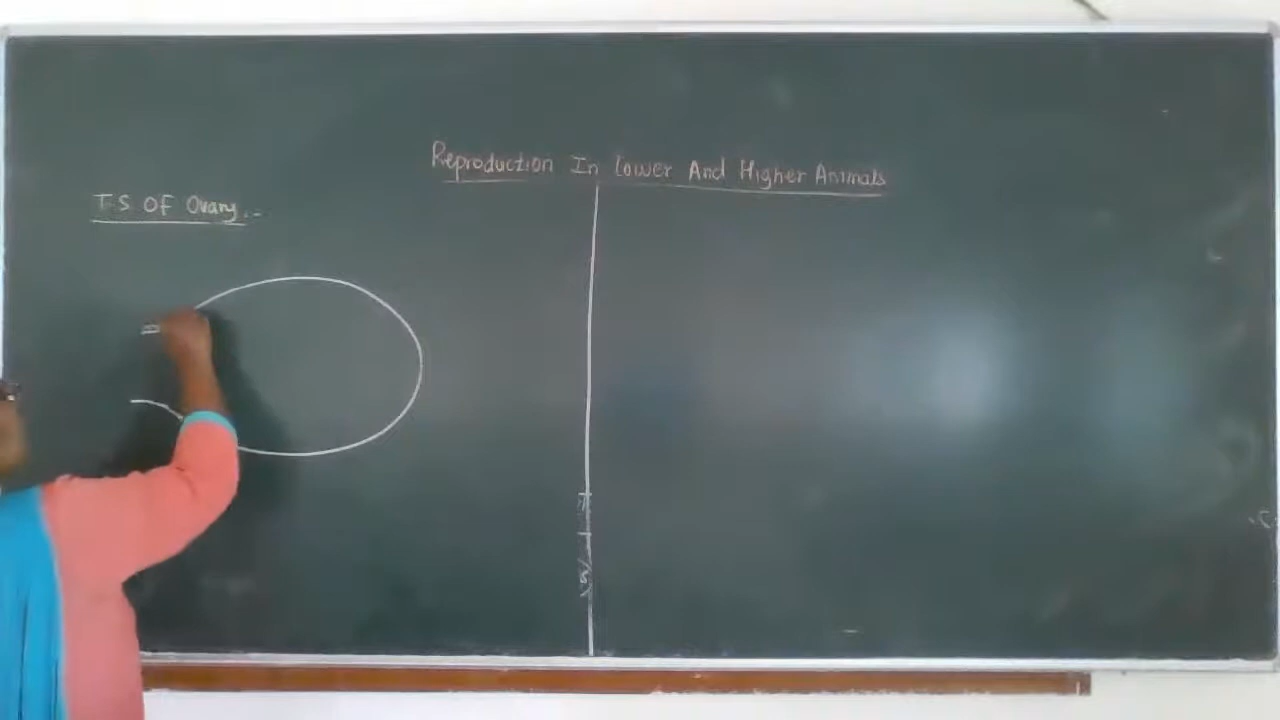 Reproduction In Lower And Higher Animals
T.S OF Ovary :-